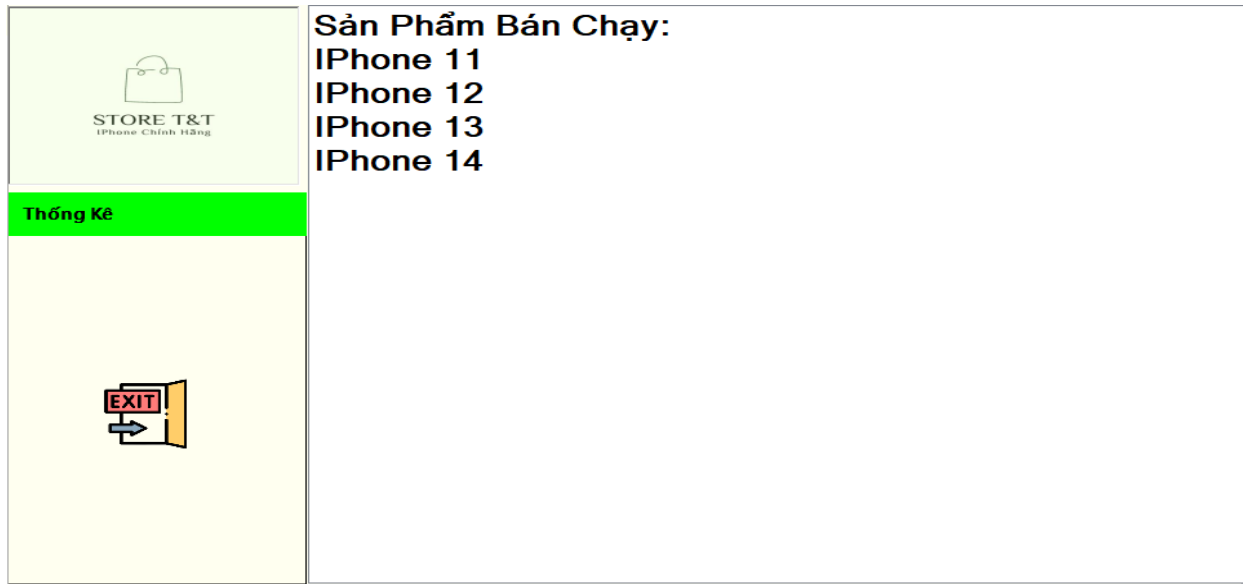 STORE T&T
IPhone Chính Hãng
Thống Kê
EXIT
Sản Phẩm Bán Chạy:
IPhone 11
IPhone 12
IPhone 13
IPhone 14